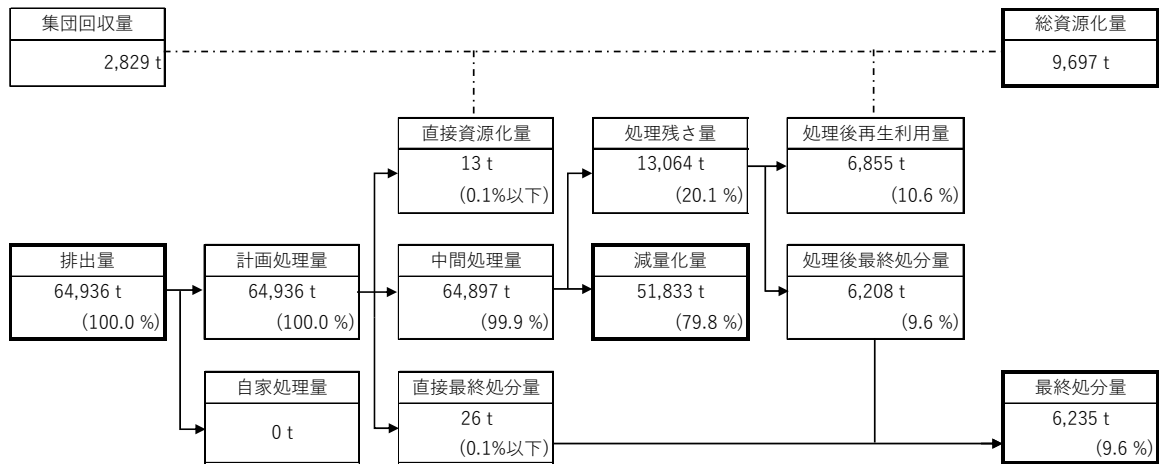 集団回収量
2,829 t
総資源化量
9,697 t
直接資源化量
13 t
(0.1%以下)
処理残さ量
13,064 t
(20.1 %)
処理後再生利用量
6,855 t
(10.6 %)
排出量
64,936 t
(100.0 %)
計画処理量
64,936 t
(100.0 %)
中間処理量
64,897 t
(99.9 %)
減量化量
51,833 t
(79.8 %)
処理後最終処分量
6,208 t
(9.6 %)
自家処理量
0 t
直接最終処分量
26 t
(0.1%以下)
最終処分量
6,235 t
(9.6 %)